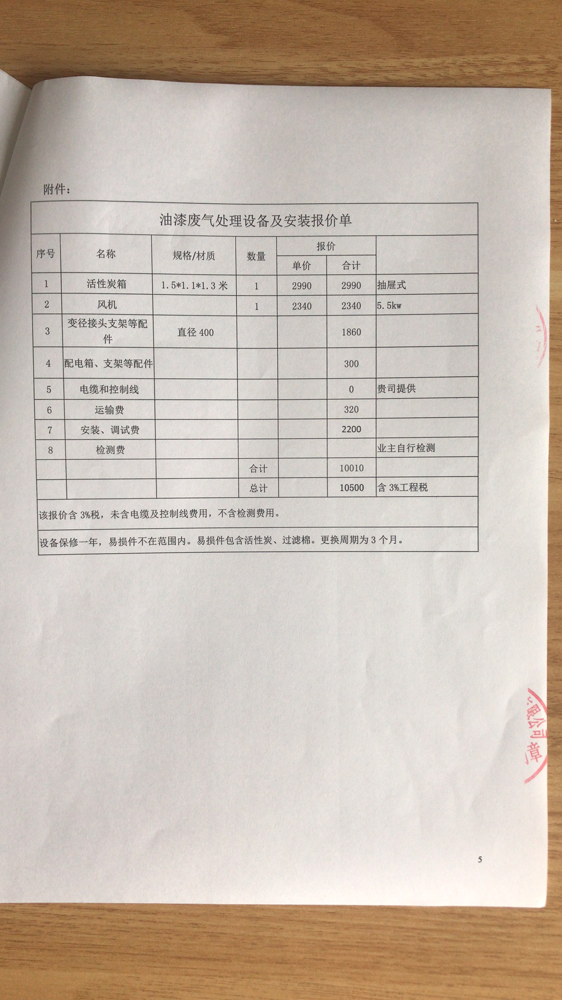 附件：
油漆废气处理设备及安装报价单
序号 名称 规格/材质 数量 报价
单价 合计
1 活性炭箱 1.5*1.1*1.3 米 1 2990 2990 抽屉式
2 风机 1 2340 2340 5.5kw
3 变径接头支架等配
件 直径 400 1860
4 配电箱、支架等配件 300
5 电缆和控制线 0 贵司提供
6 运输费 320
7 安装、调试费 2200
8 检测费 业主自行检测
合计 10010
总计 10500 含 3%工程税
该报价含 3%税，未含电缆及控制线费用，不含检测费用。
设备保修一年，易损件不在范围内。易损件包含活性炭、过滤棉。更换周期为 3 个月。
限公司
章
5